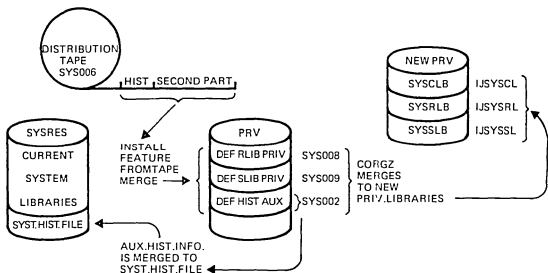 DISTRIBUTION
TAPE
SYS006
HIST
SECOND PART
NEW PRV
SYSCLB
IJSYSCL
SYSRLB
IJSYSRL
SYSSLB
IJSYSSL
SYSRES
CURRENT
SYSTEM
LIBRARIES
SYST.HIST.FILE
INSTALL
FEATURE
FROMTAPE
MERGE
PRV
DEF RLIB PRIV
SYS008
DEF SLIB PRIV
SYS009
DEF HIST AUX
SYS002
CORGZ
MERGES
TO NEW
PRIV.LIBRARIES
AUX.HIST.INFO.
IS MERGED TO
SYST.HIST.FILE